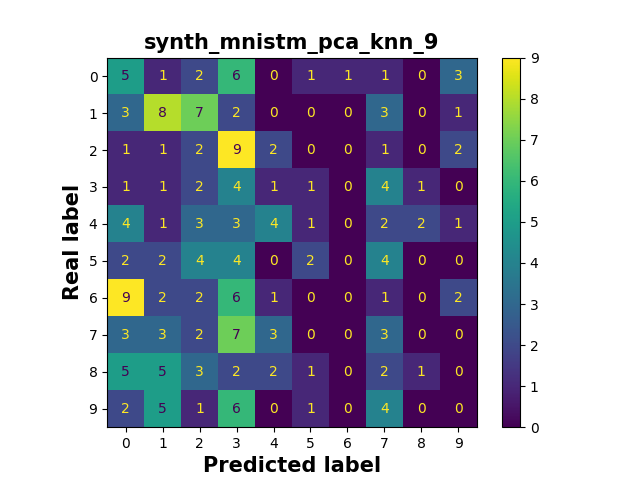 synth_mnistm_pca_knn_9
0 5 1 2 6 0 1 1 1 0 3
1 3 8 7 2 0 0 0 3 0 1
2 1 1 2 9 2 0 0 1 0 2
3 1 1 2 4 1 1 0 4 1 0
4 4 1 3 3 4 1 0 2 2 1
5 2 2 4 4 0 2 0 4 0 0
6 9 2 2 6 1 0 0 1 0 2
7 3 3 2 7 3 0 0 3 0 0
8 5 5 3 2 2 1 0 2 1 0
9 2 5 1 6 0 1 0 4 0 0
0 1 2 3 4 5 6 7 8 9
Predicted label
Real label
9
8
7
6
5
4
3
2
1
0